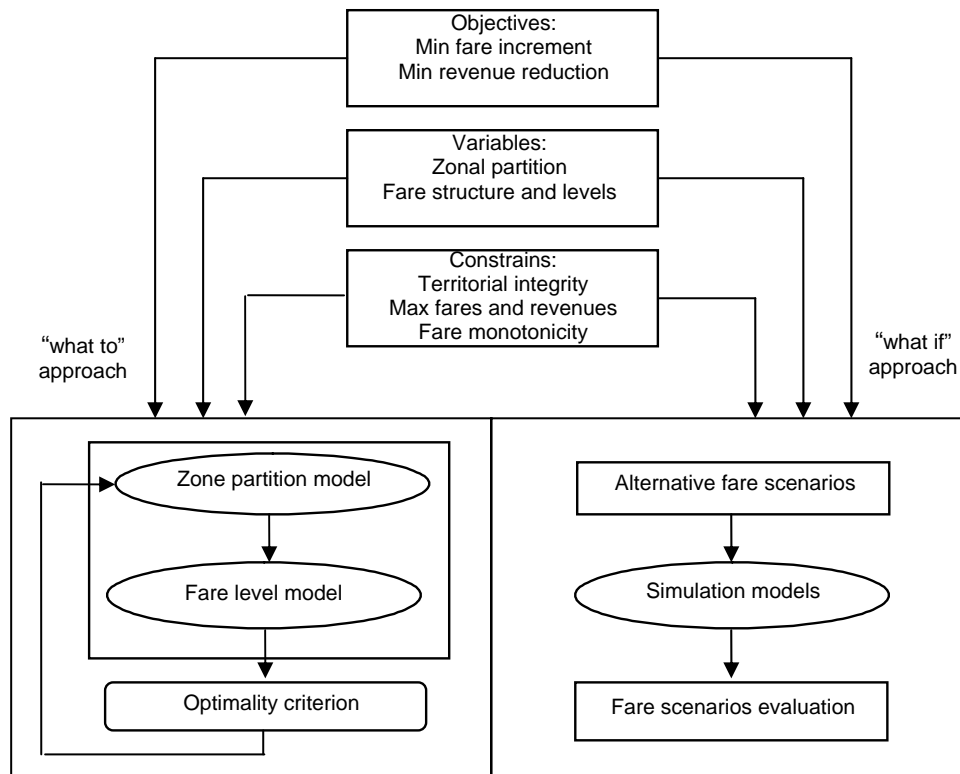 Objectives:
Min fare increment
Min revenue reduction
Variables:
Zonal partition
Fare structure and levels
Constrains:
Territorial integrity
Max fares and revenues
Fare monotonicity
“what to”
approach
“what if”
approach
Zone partition model
Fare level model
Optimality criterion
Alternative fare scenarios
Simulation models
Fare scenarios evaluation